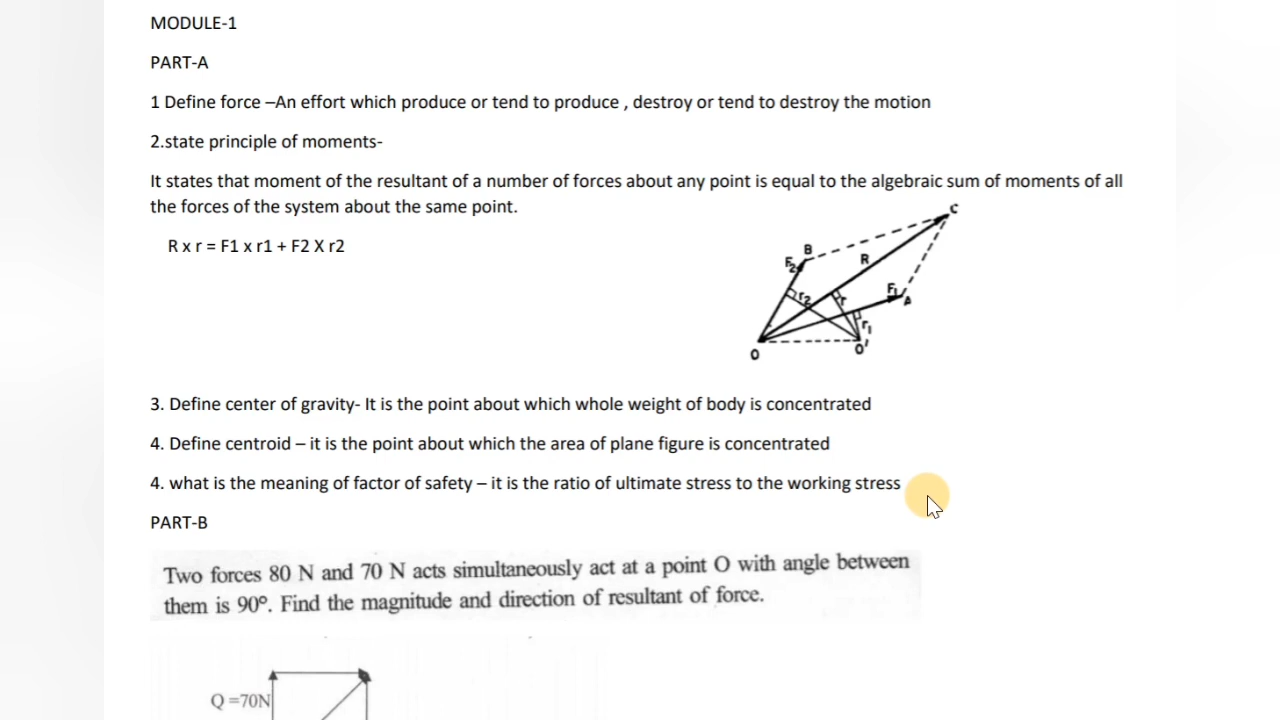 MODULE-1
PART-A
1 Define force –An effort which produce or tend to produce , destroy or tend to destroy the motion
2.state principle of moments-
It states that moment of the resultant of a number of forces about any point is equal to the algebraic sum of moments of all
the forces of the system about the same point.
R x r = F1 x r1 + F2 X r2
C
B
F2
R
F1
A
r2
r
r1
O
O'
3. Define center of gravity- It is the point about which whole weight of body is concentrated
4. Define centroid – it is the point about which the area of plane figure is concentrated
4. what is the meaning of factor of safety – it is the ratio of ultimate stress to the working stress
PART-B
Two forces 80 N and 70 N acts simultaneously act at a point O with angle between
them is 90°. Find the magnitude and direction of resultant of force.
Q =70N